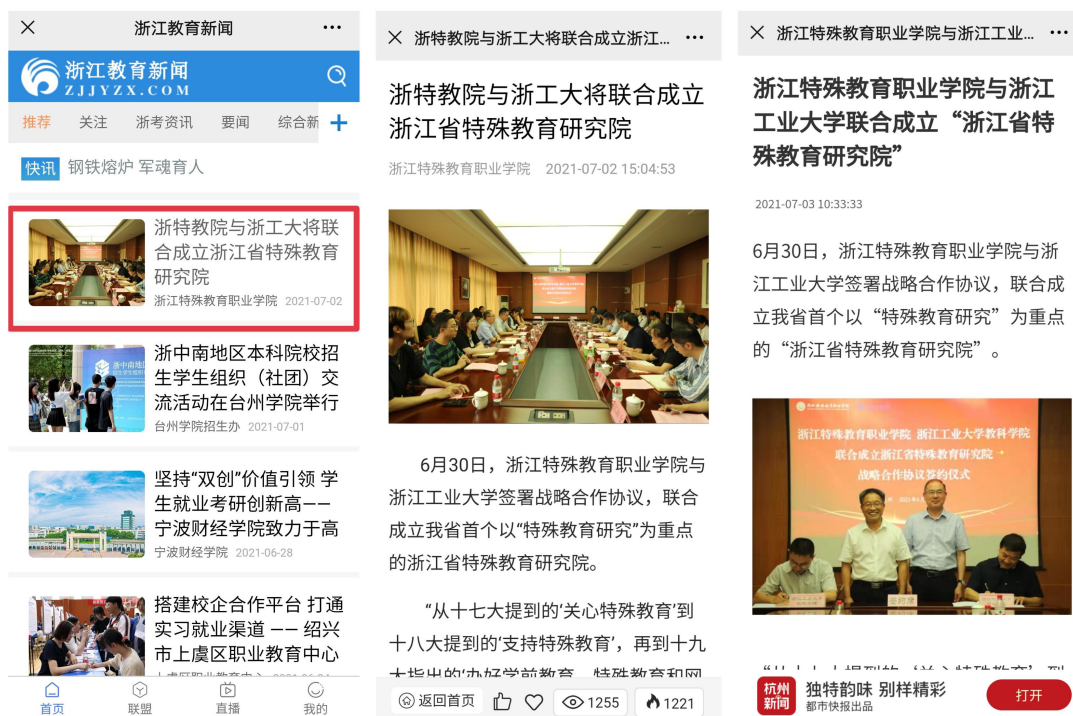 浙江教育新闻
浙江教育新闻
ZJJYZX.COM
推荐 关注 浙考资讯 要闻 综合新
快讯 钢铁熔炉 军魂育人
浙特教院与浙工大将联
合成立浙江省特殊教育
研究院
浙江特殊教育职业学院 2021-07-02
浙中南地区本科院校招
生学生组织（社团）交
流活动在台州学院举行
台州学院招生办 2021-07-01
坚持“双创”价值引领 学
生就业考研创新高——
宁波财经学院致力于高
宁波财经学院 2021-06-28
搭建校企合作平台 打通
实习就业渠道 —— 绍兴
市上虞区职业教育中心
首页 联盟 直播 我的
浙特教院与浙工大将联合成立浙江...
浙特教院与浙工大将联合成立
浙江省特殊教育研究院
浙江特殊教育职业学院 2021-07-02 15:04:53
6月30日，浙江特殊教育职业学院与
浙江工业大学签署战略合作协议，联合
成立我省首个以“特殊教育研究”为重点
的浙江省特殊教育研究院。
“从十七大提到的‘关心特殊教育’到
十八大提到的‘支持特殊教育’，再到十九
大指出的‘办好学前教育、特殊教育和网
返回首页 1255 1221
浙江特殊教育职业学院与浙江工业...
浙江特殊教育职业学院与浙江
工业大学联合成立“浙江省特
殊教育研究院”
2021-07-03 10:33:33
6月30日，浙江特殊教育职业学院与浙
江工业大学签署战略合作协议，联合成
立我省首个以“特殊教育研究”为重点
的“浙江省特殊教育研究院”。
浙江特殊教育职业学院 浙江工业大学教科学院
联合成立浙江省特殊教育研究院
战略合作协议签约仪式
杭州
新闻
独特韵味 别样精彩
都市快报出品
打开